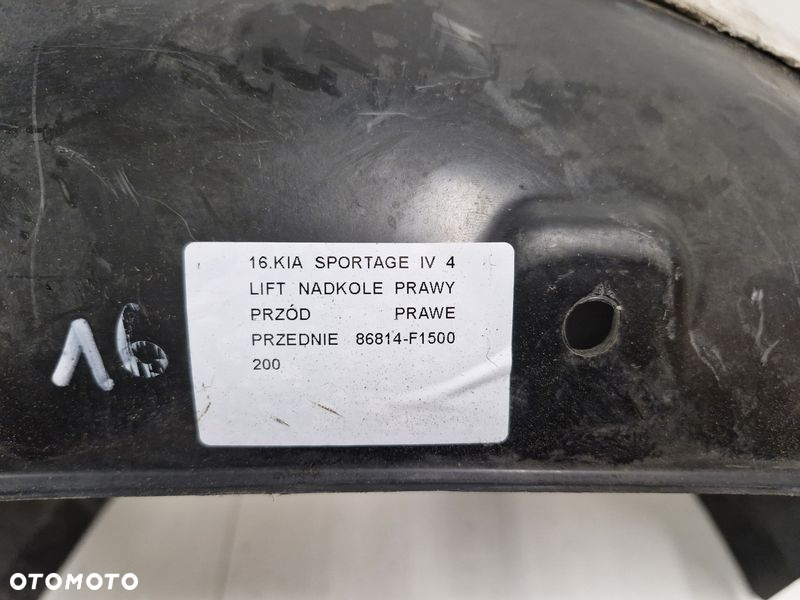 16.KIA SPORTAGE IV 4
LIFT NADKOLE PRAWY
PRZÓD PRAWE
PRZEDNIE 86814-F1500
200
16
OTOMOTO